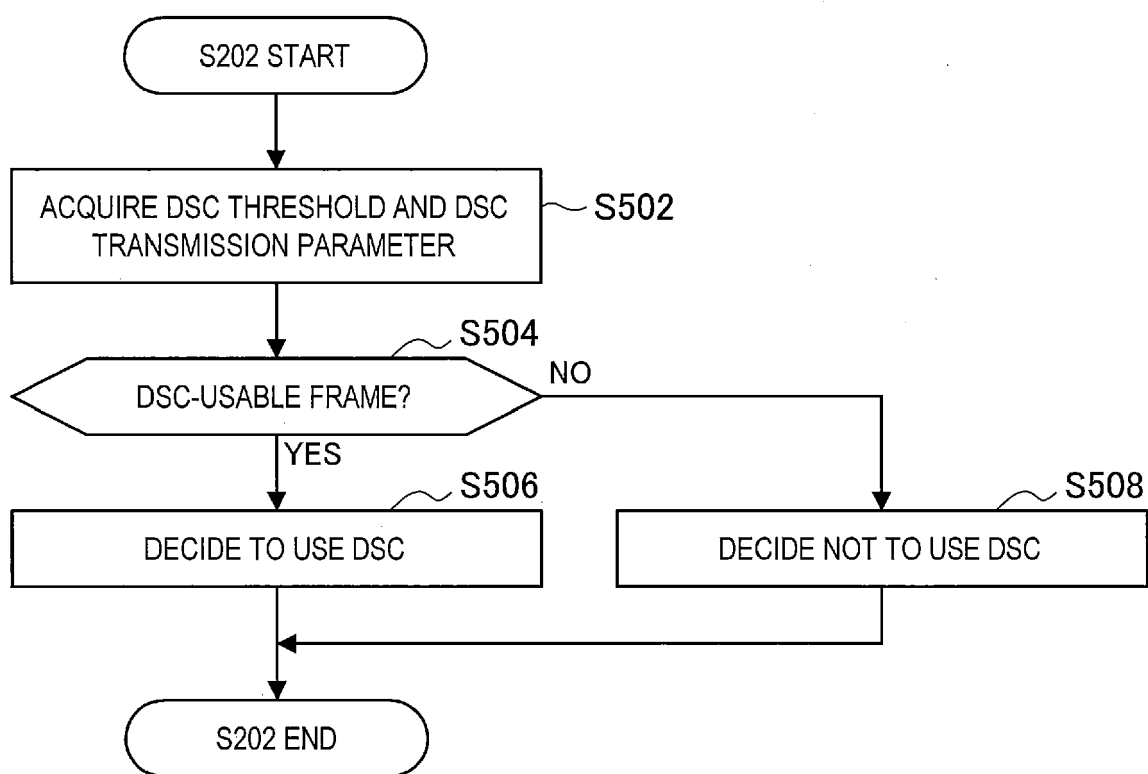 S202 START
ACQUIRE DSC THRESHOLD AND DSC
TRANSMISSION PARAMETER
S502
S504
DSC-USABLE FRAME?
NO
YES
S506
DECIDE TO USE DSC
S508
DECIDE NOT TO USE DSC
S202 END